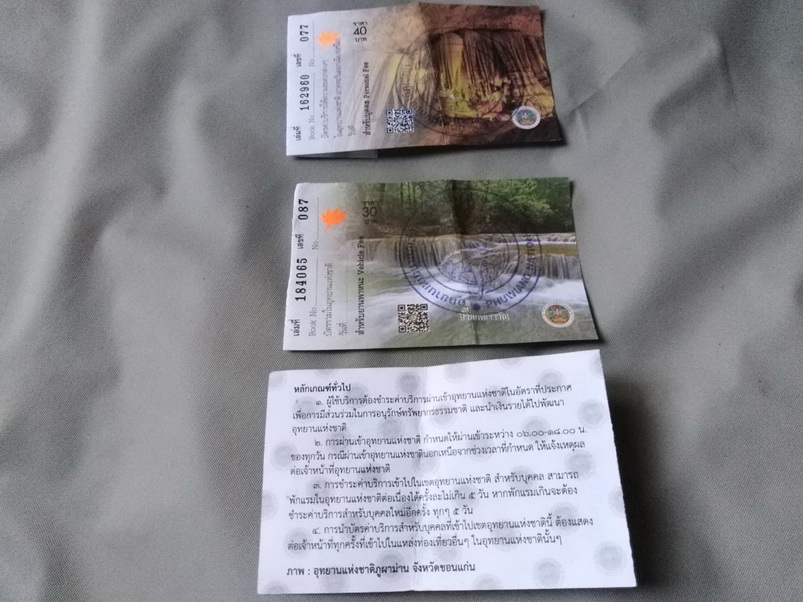 เล่มที่ 162960 เลขที่ 077
Book No. No.
วันที่
ราคา
40
บาท
สำหรับบุคคล Personal Fee
เล่มที่ 184065 เลขที่ 087
Book No. No.
วันที่
30
สำหรับยานพาหนะ Vehicle Fee
PHUWIANG NATION
หลักเกณฑ์ทั่วไป
๑. ผู้ใช้บริการต้องชำระค่าบริการผ่านเข้าอุทยานแห่งชาติในอัตราที่ประกาศ
เพื่อการมีส่วนร่วมในการอนุรักษ์ทรัพยากรธรรมชาติ และนำเงินรายได้ไปพัฒนา
อุทยานแห่งชาติ
๒. การผ่านเข้าอุทยานแห่งชาติ กำหนดให้ผ่านเข้าระหว่าง ๐๖.๐๐-๑๘.๐๐ น.
ของทุกวัน กรณีผ่านเข้าอุทยานแห่งชาตินอกเหนือจากช่วงเวลาที่กำหนด ให้แจ้งเหตุผล
ต่อเจ้าหน้าที่อุทยานแห่งชาติ
๓. การชำระค่าบริการเข้าไปในเขตอุทยานแห่งชาติ สำหรับบุคคล สามารถ
พักแรมในอุทยานแห่งชาติต่อเนื่องได้ครั้งละไม่เกิน ๕ วัน หากพักแรมเกินจะต้อง
ชำระค่าบริการสำหรับบุคคลใหม่อีกครั้ง ทุกๆ ๕ วัน
๔. การนำบัตรค่าบริการสำหรับบุคคลที่เข้าไปเขตอุทยานแห่งชาตินี้ ต้องแสดง
ต่อเจ้าหน้าที่ทุกครั้งที่เข้าไปในแหล่งท่องเที่ยวอื่นๆ ในอุทยานแห่งชาตินั้นๆ
ภาพ : อุทยานแห่งชาติภูผาม่าน จังหวัดขอนแก่น